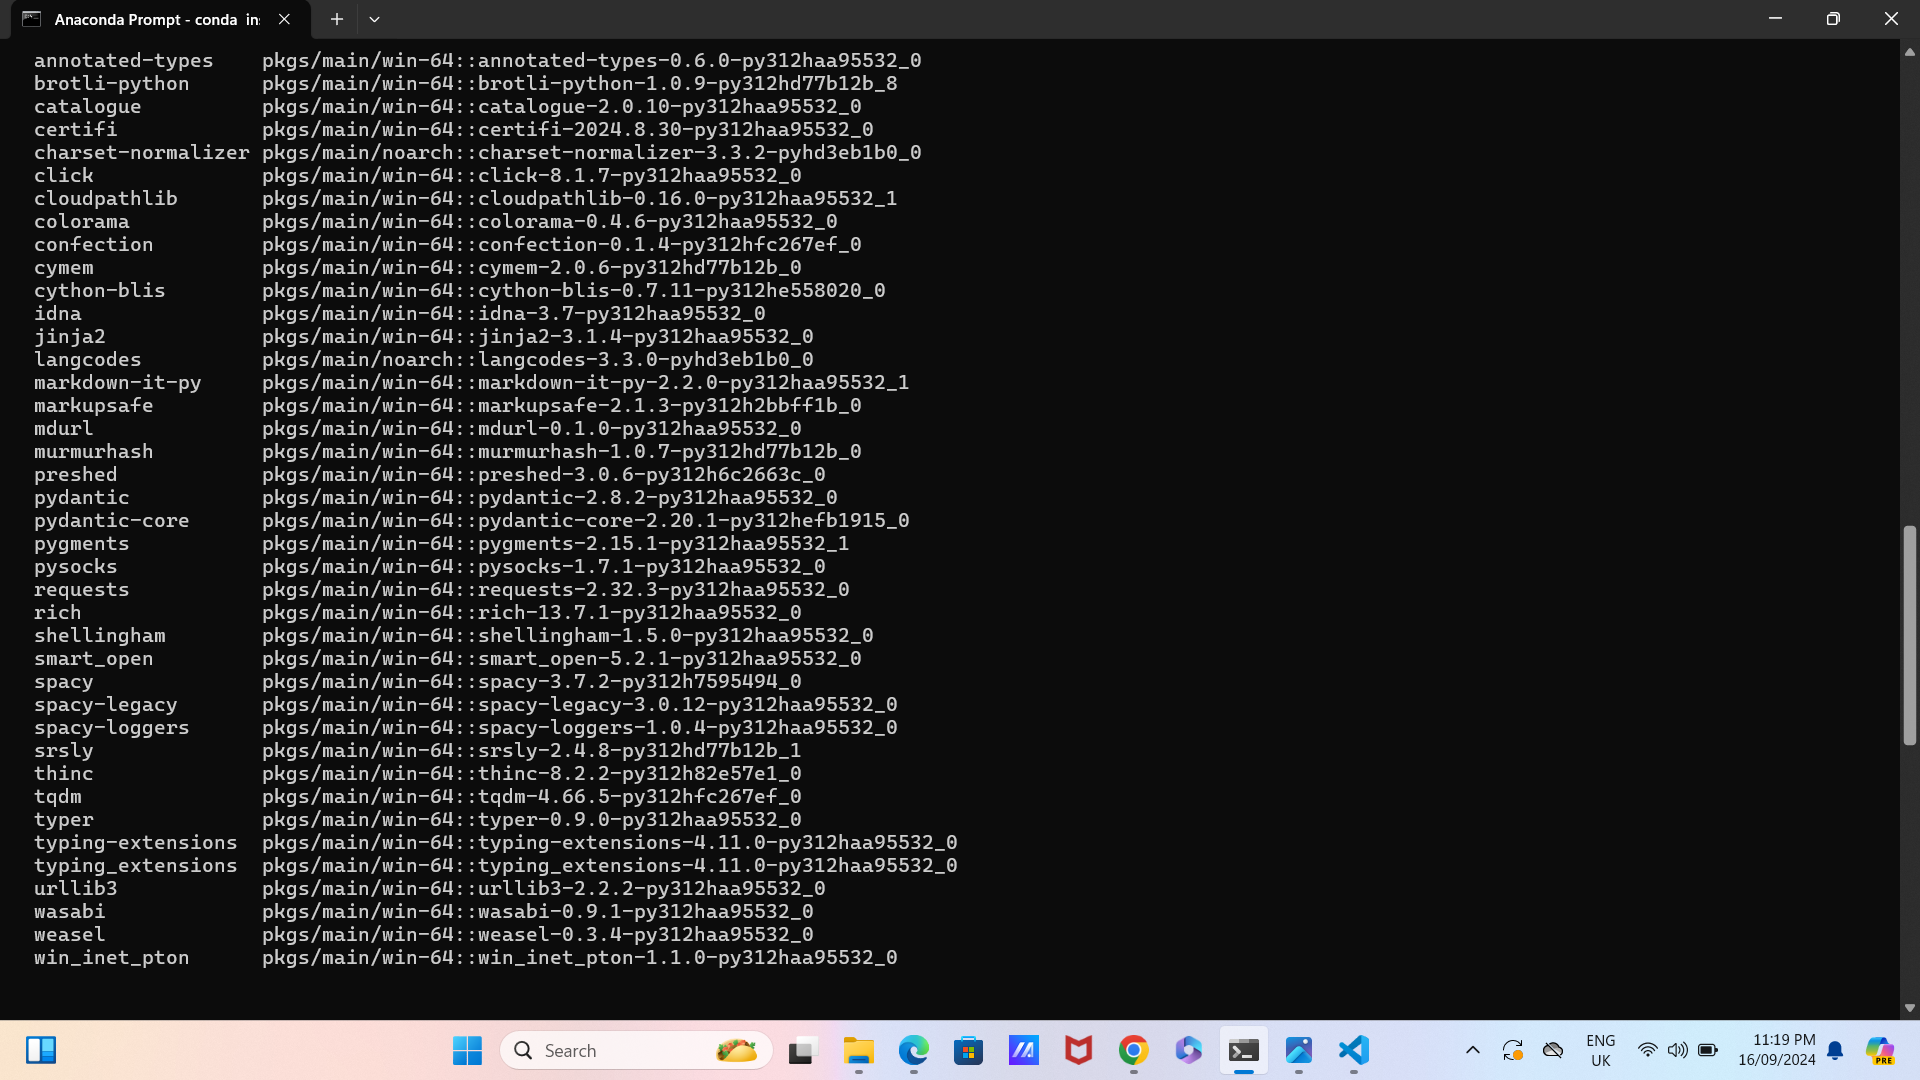 Anaconda Prompt - conda  in
annotated-types    pkgs/main/win-64::annotated-types-0.6.0-py312haa95532_0
brotli-python      pkgs/main/win-64::brotli-python-1.0.9-py312hd77b12b_8
catalogue          pkgs/main/win-64::catalogue-2.0.10-py312haa95532_0
certifi            pkgs/main/win-64::certifi-2024.8.30-py312haa95532_0
charset-normalizer pkgs/main/noarch::charset-normalizer-3.3.2-pyhd3eb1b0_0
click              pkgs/main/win-64::click-8.1.7-py312haa95532_0
cloudpathlib       pkgs/main/win-64::cloudpathlib-0.16.0-py312haa95532_1
colorama           pkgs/main/win-64::colorama-0.4.6-py312haa95532_0
confection         pkgs/main/win-64::confection-0.1.4-py312hfc267ef_0
cymem              pkgs/main/win-64::cymem-2.0.6-py312hd77b12b_0
cython-blis        pkgs/main/win-64::cython-blis-0.7.11-py312he558020_0
idna               pkgs/main/win-64::idna-3.7-py312haa95532_0
jinja2             pkgs/main/win-64::jinja2-3.1.4-py312haa95532_0
langcodes          pkgs/main/noarch::langcodes-3.3.0-pyhd3eb1b0_0
markdown-it-py     pkgs/main/win-64::markdown-it-py-2.2.0-py312haa95532_1
markupsafe         pkgs/main/win-64::markupsafe-2.1.3-py312h2bbff1b_0
mdurl              pkgs/main/win-64::mdurl-0.1.0-py312haa95532_0
murmurhash         pkgs/main/win-64::murmurhash-1.0.7-py312hd77b12b_0
preshed            pkgs/main/win-64::preshed-3.0.6-py312h6c2663c_0
pydantic           pkgs/main/win-64::pydantic-2.8.2-py312haa95532_0
pydantic-core      pkgs/main/win-64::pydantic-core-2.20.1-py312hefb1915_0
pygments           pkgs/main/win-64::pygments-2.15.1-py312haa95532_1
pysocks            pkgs/main/win-64::pysocks-1.7.1-py312haa95532_0
requests           pkgs/main/win-64::requests-2.32.3-py312haa95532_0
rich               pkgs/main/win-64::rich-13.7.1-py312haa95532_0
shellingham        pkgs/main/win-64::shellingham-1.5.0-py312haa95532_0
smart_open         pkgs/main/win-64::smart_open-5.2.1-py312haa95532_0
spacy              pkgs/main/win-64::spacy-3.7.2-py312h7595494_0
spacy-legacy       pkgs/main/win-64::spacy-legacy-3.0.12-py312haa95532_0
spacy-loggers      pkgs/main/win-64::spacy-loggers-1.0.4-py312haa95532_0
srsly              pkgs/main/win-64::srsly-2.4.8-py312hd77b12b_1
thinc              pkgs/main/win-64::thinc-8.2.2-py312h82e57e1_0
tqdm               pkgs/main/win-64::tqdm-4.66.5-py312hfc267ef_0
typer              pkgs/main/win-64::typer-0.9.0-py312haa95532_0
typing-extensions  pkgs/main/win-64::typing-extensions-4.11.0-py312haa95532_0
typing_extensions  pkgs/main/win-64::typing_extensions-4.11.0-py312haa95532_0
urllib3            pkgs/main/win-64::urllib3-2.2.2-py312haa95532_0
wasabi             pkgs/main/win-64::wasabi-0.9.1-py312haa95532_0
weasel             pkgs/main/win-64::weasel-0.3.4-py312haa95532_0
win_inet_pton      pkgs/main/win-64::win_inet_pton-1.1.0-py312haa95532_0
Search
ENG
UK
11:19 PM
16/09/2024
PRE